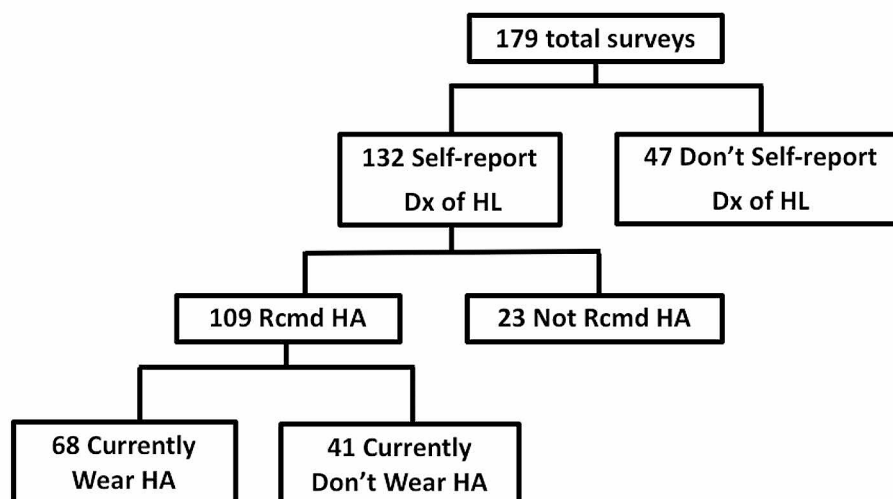 179 total surveys
132 Self-report
Dx of HL
47 Don’t Self-report
Dx of HL
109 Rcmd HA
23 Not Rcmd HA
68 Currently
Wear HA
41 Currently
Don’t Wear HA